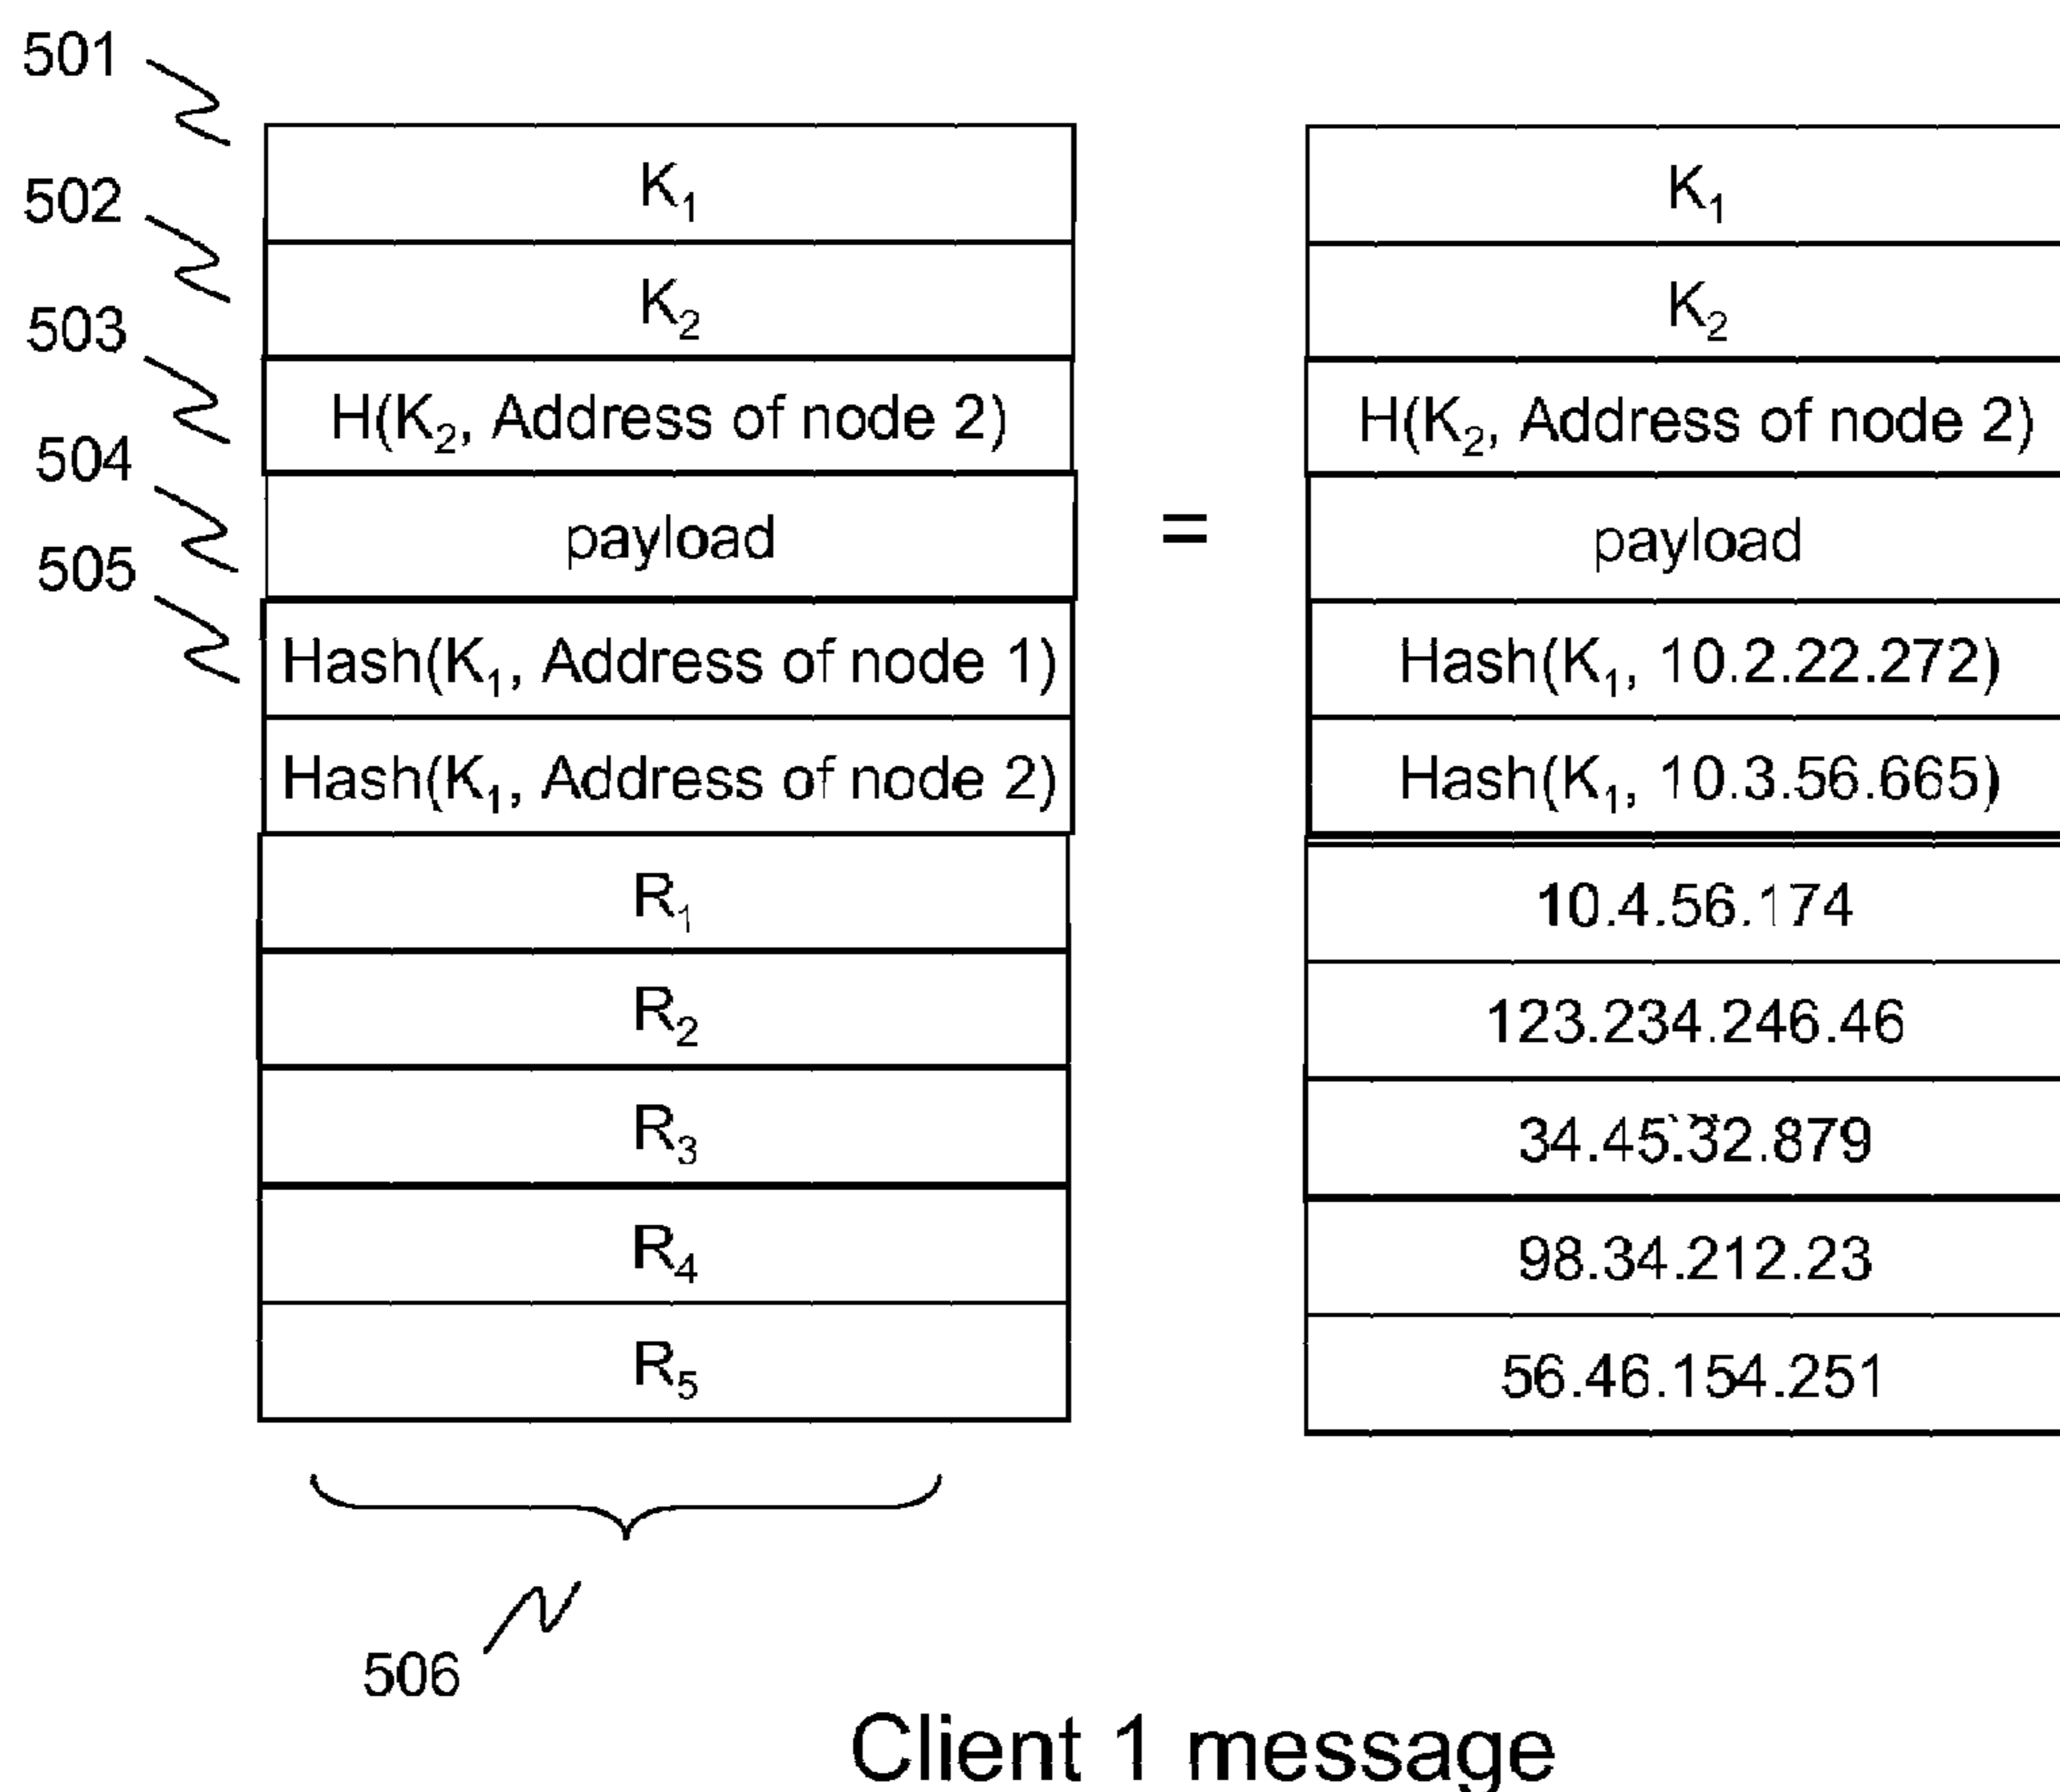 501
502
503
504
505
K₁
K₂
H(K₂, Address of node 2)
payload
Hash(K₁, Address of node 1)
Hash(K₁, Address of node 2)
R₁
R₂
R₃
R₄
R₅
=
K₁
K₂
H(K₂, Address of node 2)
payload
Hash(K₁, 10.2.22.272)
Hash(K₁, 10.3.56.665)
10.4.56.174
123.234.246.46
34.45.32.879
98.34.212.23
56.46.154.251
506
Client 1 message